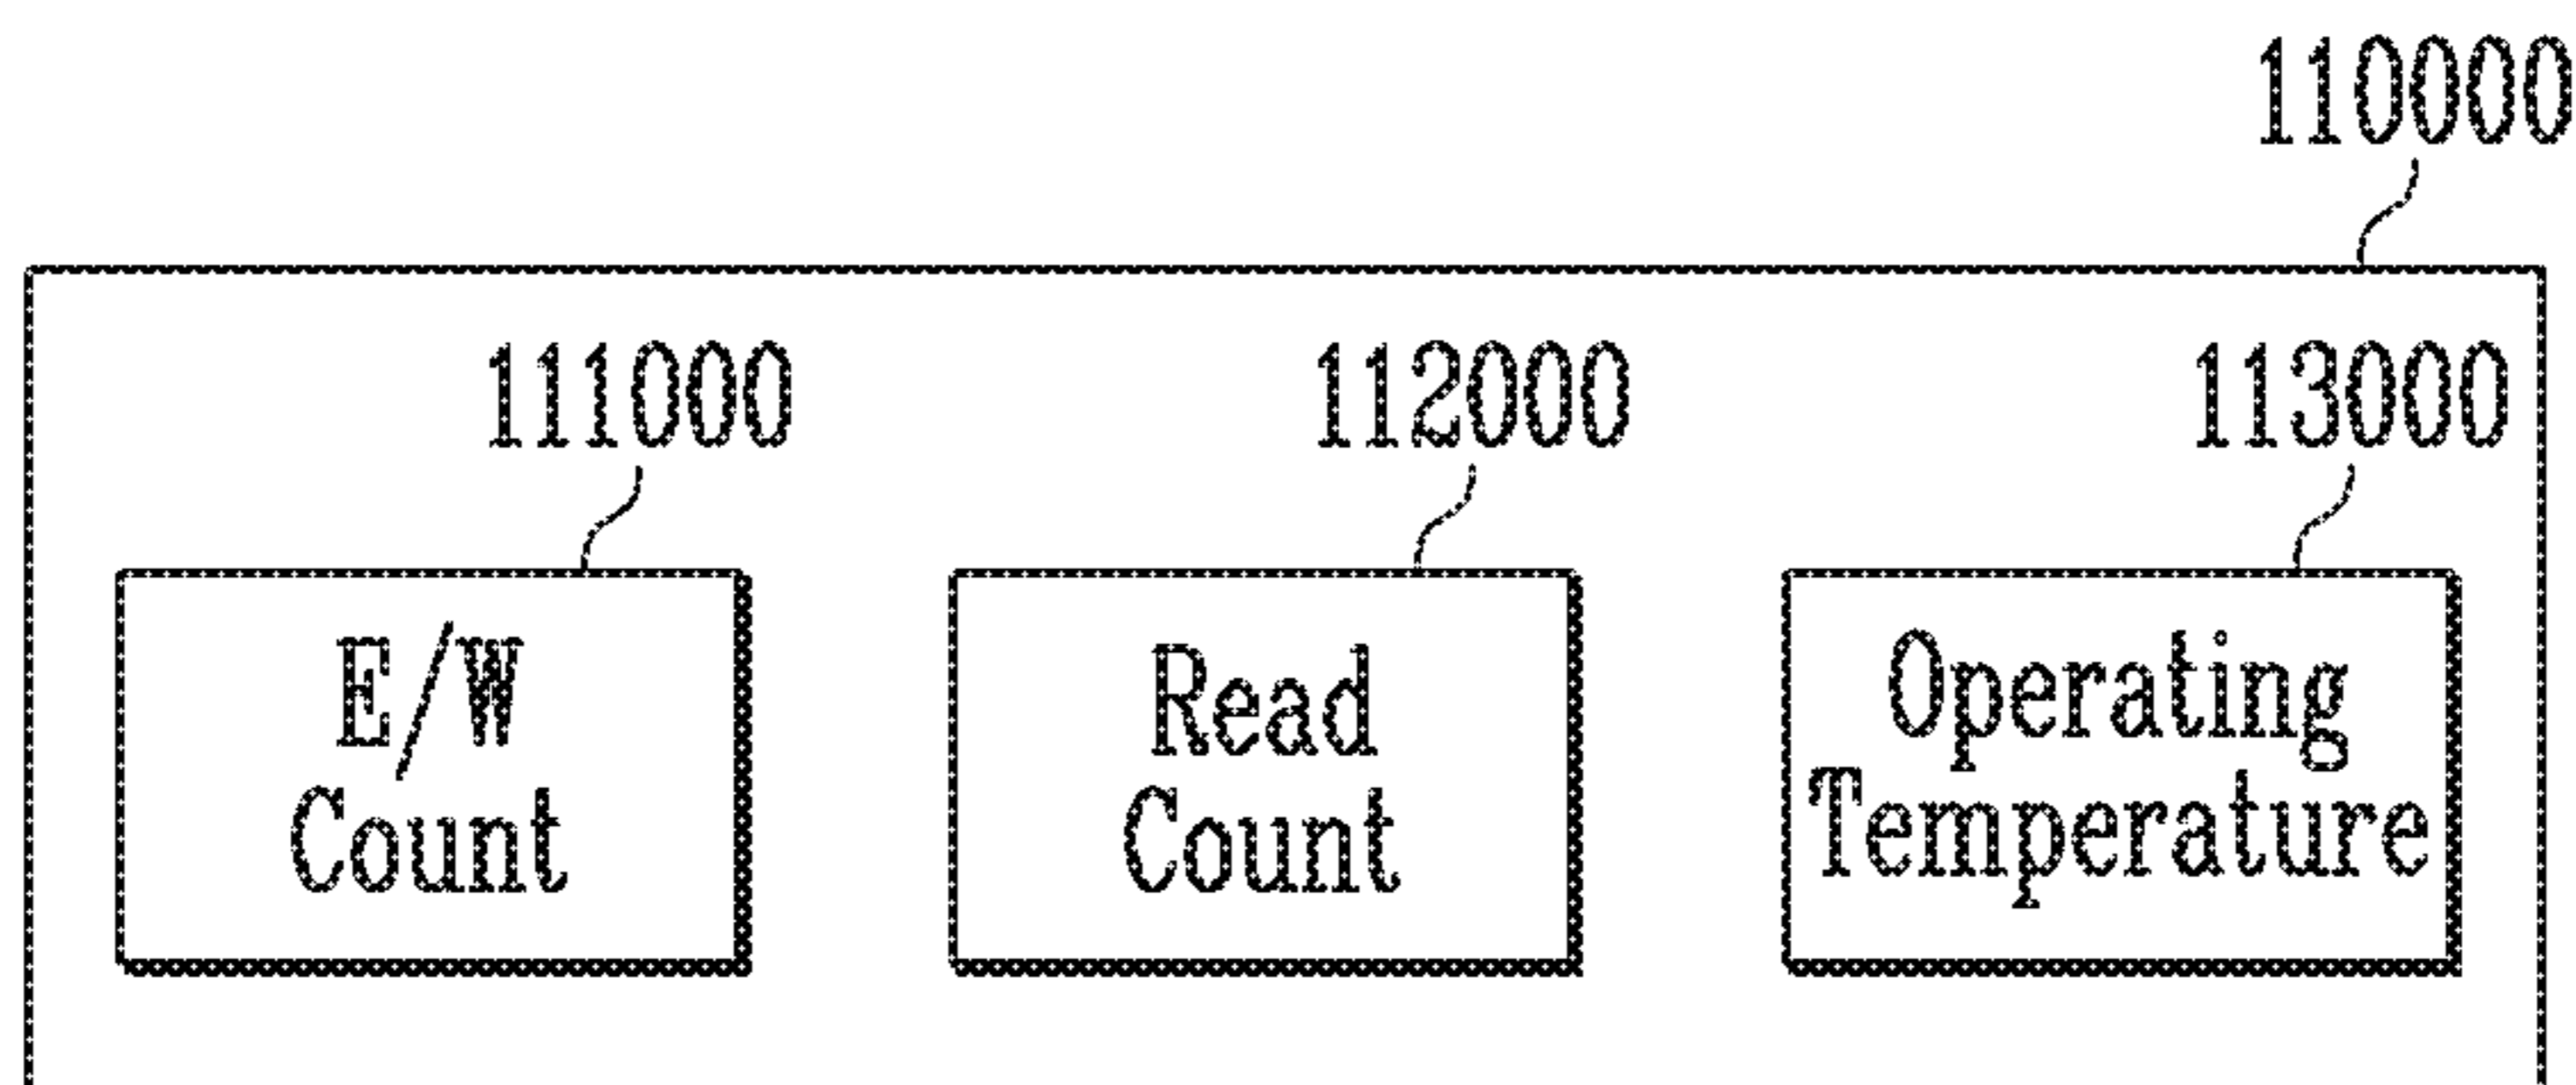 110000
111000
112000
113000
E/W
Count
Read
Count
Operating
Temperature